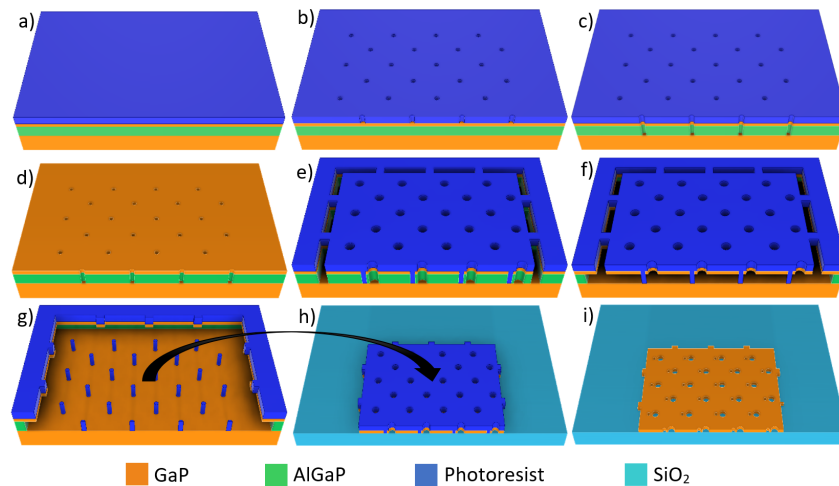 a)
b)
c)
d)
e)
f)
g)
h)
i)
GaP
AlGaP
Photoresist
SiO₂